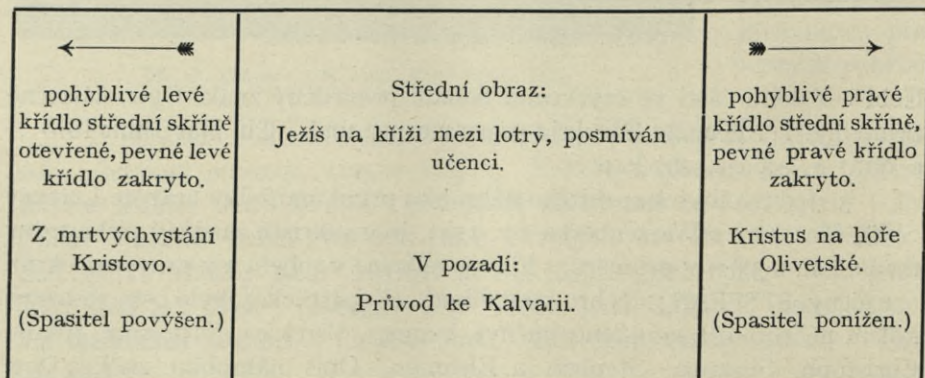 pohyblivé levé
křídlo střední skříně
otevřené, pevné levé
křídlo zakryto.
Z mrtvýchvstání
Kristovo.
(Spasitel povýšen.)
Střední obraz:
Ježíš na kříži mezi lotry, posmíván
učenci.
V pozadí:
Průvod ke Kalvarii.
pohyblivé pravé
křídlo střední skříně,
pevné pravé křídlo
zakryto.
Kristus na hoře
Olivetské.
(Spasitel ponížen.)